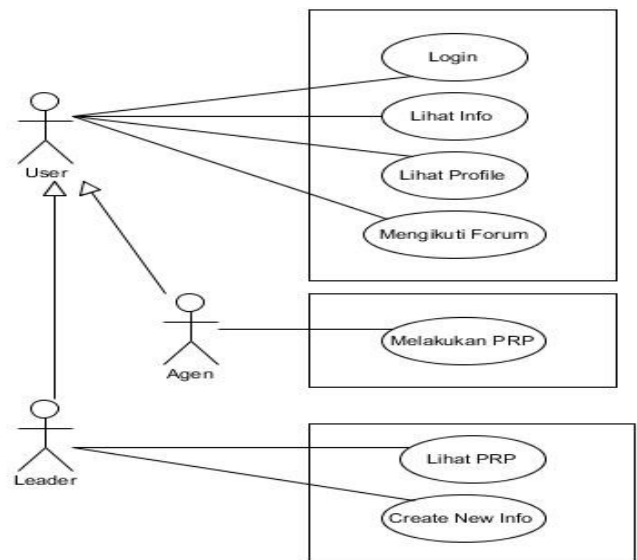 Login
Lihat Info
User
Lihat Profile
Mengikuti Forum
Melakukan PRP
Agen
Lihat PRP
Leader
Create New Info